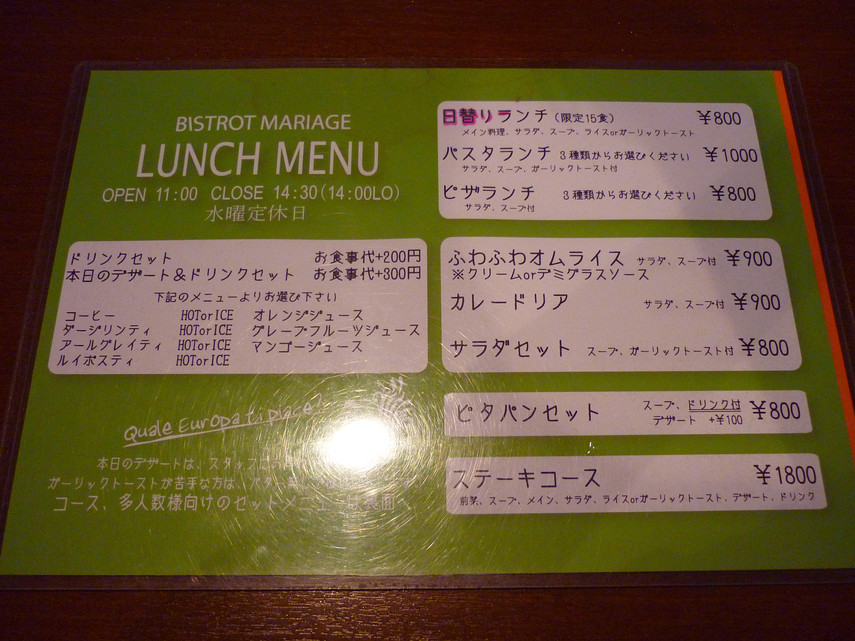 BISTROT MARIAGE
LUNCH MENU
OPEN 11:00 CLOSE 14:30(14:00LO)
水曜定休日
ドリンクセット お食事代+200円
本日のデザート&ドリンクセット お食事代+300円
下記のメニューよりお選び下さい
コーヒー HOTorICE オレンジジュース
ダージリンティ HOTorICE グレープフルーツジュース
アールグレイティ HOTorICE マンゴージュース
ルイボスティ HOTorICE
Quale Europa ti piace
本日のデザートは、スタッフに
ガーリックトーストが苦手な方は、バター
コース、多人数様向けのセットメニュー は裏面へ
日替りランチ(限定15食) ¥800
メイン料理、サラダ、スープ、ライスorガーリックトースト
パスタランチ 3種類からお選びください ¥1000
サラダ、スープ、ガーリックトースト付
ピザランチ 3種類からお選びください ¥800
サラダ、スープ付
ふわふわオムライス サラダ、スープ付 ¥900
※クリームorデミグラスソース
カレードリア サラダ、スープ付 ¥900
サラダセット スープ、ガーリックトースト付 ¥800
ピタパンセット スープ、ドリンク付 ¥800
デザート +¥100
ステーキコース ¥1800
前菜、スープ、メイン、サラダ、ライスorガーリックトースト、デザート、ドリンク